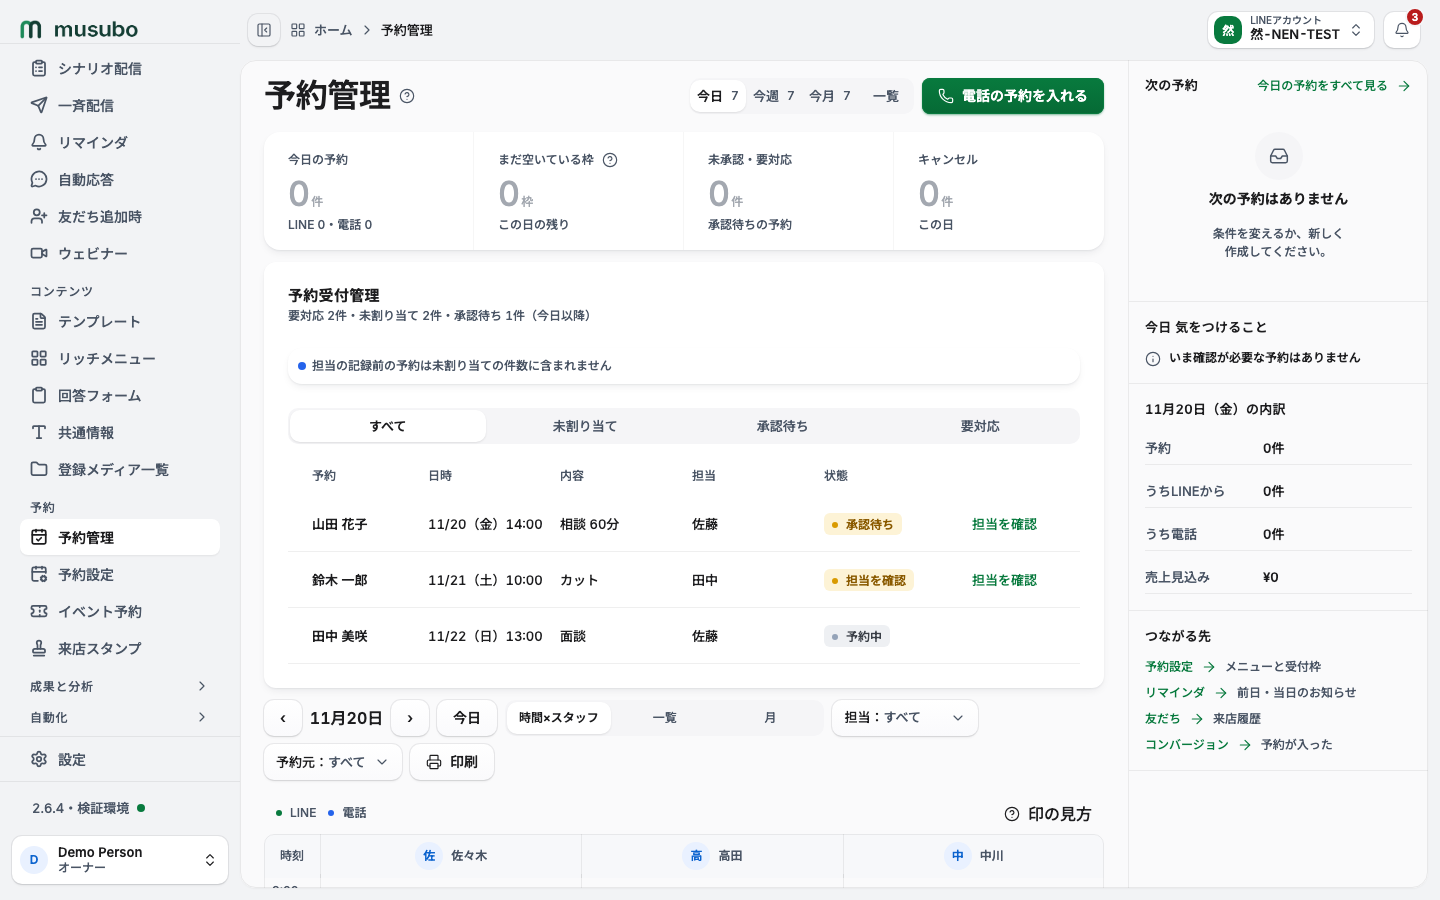 musubo
シナリオ配信
一斉配信
リマインダ
自動応答
友だち追加時
ウェビナー
コンテンツ
テンプレート
リッチメニュー
回答フォーム
共通情報
登録メディア一覧
予約
予約管理
予約設定
イベント予約
来店スタンプ
成果と分析
自動化
設定
2.6.4・検証環境
D
Demo Person
オーナー
ホーム
予約管理
然
LINEアカウント
然-NEN-TEST
3
予約管理
今日 7
今週 7
今月 7
一覧
電話の予約を入れる
今日の予約
0件
LINE 0・電話 0
まだ空いている枠
0枠
この日の残り
未承認・要対応
0件
承認待ちの予約
キャンセル
0件
この日
予約受付管理
要対応 2件・未割り当て 2件・承認待ち 1件（今日以降）
担当の記録前の予約は未割り当ての件数に含まれません
すべて 未割り当て 承認待ち 要対応
予約 日時 内容 担当 状態
山田 花子 11/20（金）14:00 相談 60分 佐藤 承認待ち 担当を確認
鈴木 一郎 11/21（土）10:00 カット 田中 担当を確認 担当を確認
田中 美咲 11/22（日）13:00 面談 佐藤 予約中
‹ 11月20日 › 今日
時間×スタッフ 一覧 月
担当：すべて
予約元：すべて
印刷
LINE 電話
印の見方
時刻 佐 佐々木 高 高田 中 中川
次の予約
今日の予約をすべて見る
次の予約はありません
条件を変えるか、新しく
作成してください。
今日 気をつけること
いま確認が必要な予約はありません
11月20日（金）の内訳
予約 0件
うちLINEから 0件
うち電話 0件
売上見込み ¥0
つながる先
予約設定 → メニューと受付枠
リマインダ → 前日・当日のお知らせ
友だち → 来店履歴
コンバージョン → 予約が入った